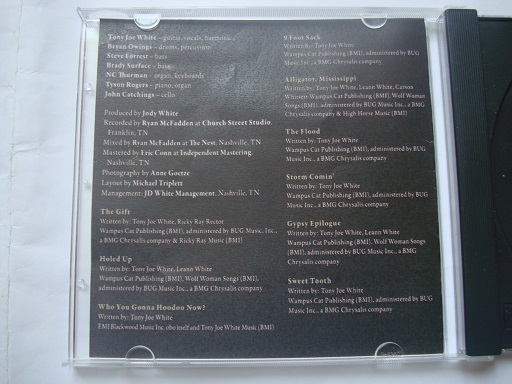 Tony Joe White – guitar, vocals, harmonica
Bryan Owings – drums, percussion
Steve Forrest – bass
Brady Surface – bass
NC Thurman – organ, keyboards
Tyson Rogers – piano, organ
John Catchings – cello
Produced by Jody White
Recorded by Ryan McFadden at Church Street Studio,
Franklin, TN
Mixed by Ryan McFadden at The Nest, Nashville, TN
Mastered by Eric Conn at Independent Mastering,
Nashville, TN
Photography by Anne Goetze
Layout by Michael Triplett
Management: JD White Management, Nashville, TN
The Gift
Written by: Tony Joe White, Ricky Ray Rector
Wampus Cat Publishing (BMI), administered by BUG Music, Inc.,
a BMG Chrysalis company & Ricky Ray Music (BMI)
Holed Up
Written by: Tony Joe White, Leann White
Wampus Cat Publishing (BMI), Wolf Woman Songs (BMI),
administered by BUG Music Inc., a BMG Chrysalis company
Who You Gonna Hoodoo Now?
Written by: Tony Joe White
EMI Blackwood Music Inc. obo itself and Tony Joe White Music (BMI)
9 Foot Sack
Written By: Tony Joe White
Wampus Cat Publishing (BMI), administered by BUG
Music Inc., a BMG Chrysalis company
Alligator, Mississippi
Written by: Tony Joe White, Leann White, Carson
Whitsett Wampus Cat Publishing (BMI), Wolf Woman
Songs (BMI), administered by BUG Music Inc., a BMG
Chrysalis company & High Horse Music (BMI)
The Flood
Written by: Tony Joe White
Wampus Cat Publishing (BMI), administered by BUG
Music Inc., a BMG Chrysalis company
Storm Comin'
Written by: Tony Joe White, Leann White
Wampus Cat Publishing (BMI), administered by BUG
Music Inc., a BMG Chrysalis company
Gypsy Epilogue
Written by: Tony Joe White, Leann White
Wampus Cat Publishing (BMI), Wolf Woman Songs
(BMI), administered by BUG Music Inc., a BMG
Chrysalis company
Sweet Tooth
Written by: Tony Joe White
Wampus Cat Publishing (BMI), administered by BUG
Music Inc., a BMG Chrysalis company